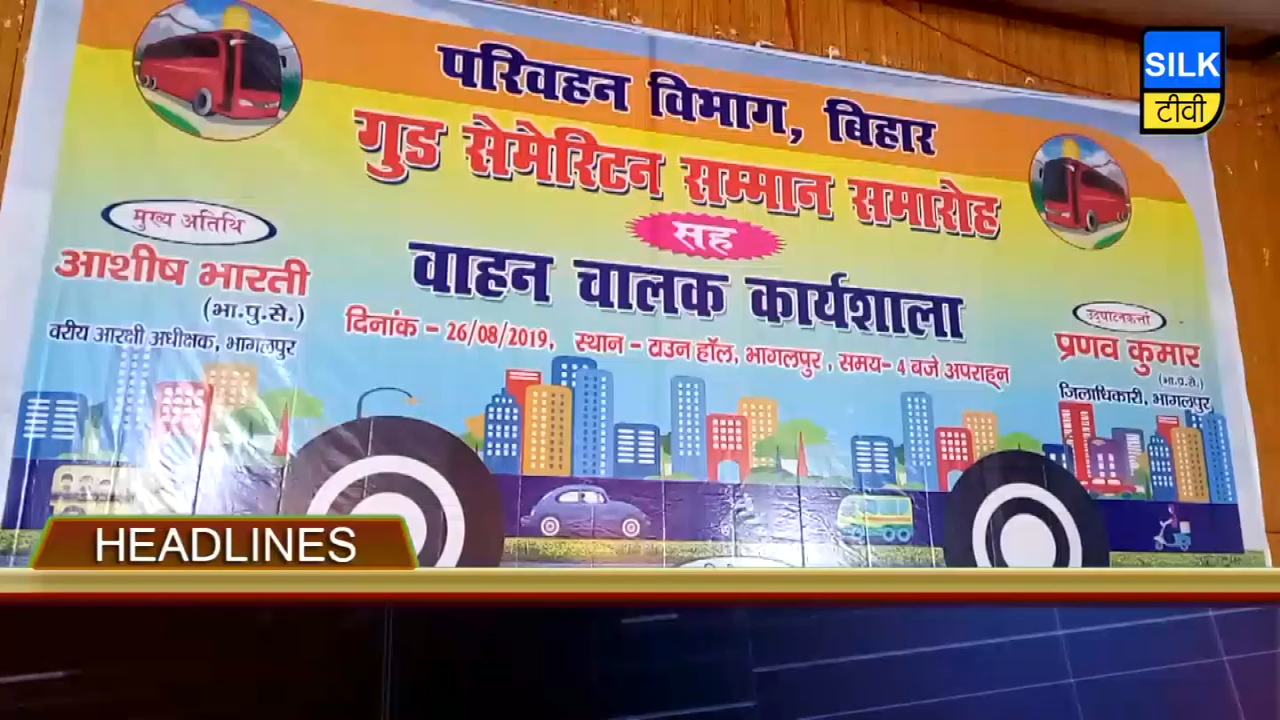 SILK
टीवी
परिवहन विभाग, बिहार
गुड सेमेरिटन सम्मान समारोह
सह
वाहन चालक कार्यशाला
दिनांक – 26/08/2019, स्थान – टाउन हॉल, भागलपुर , समय– 4 बजे अपराह्न
मुख्य अतिथि
आशीष भारती
(भा.पु.से.)
वरीय आरक्षी अधीक्षक, भागलपुर
उद्घाटनकर्त्ता
प्रणव कुमार
(भा.प्र.से.)
जिलाधिकारी, भागलपुर
HEADLINES